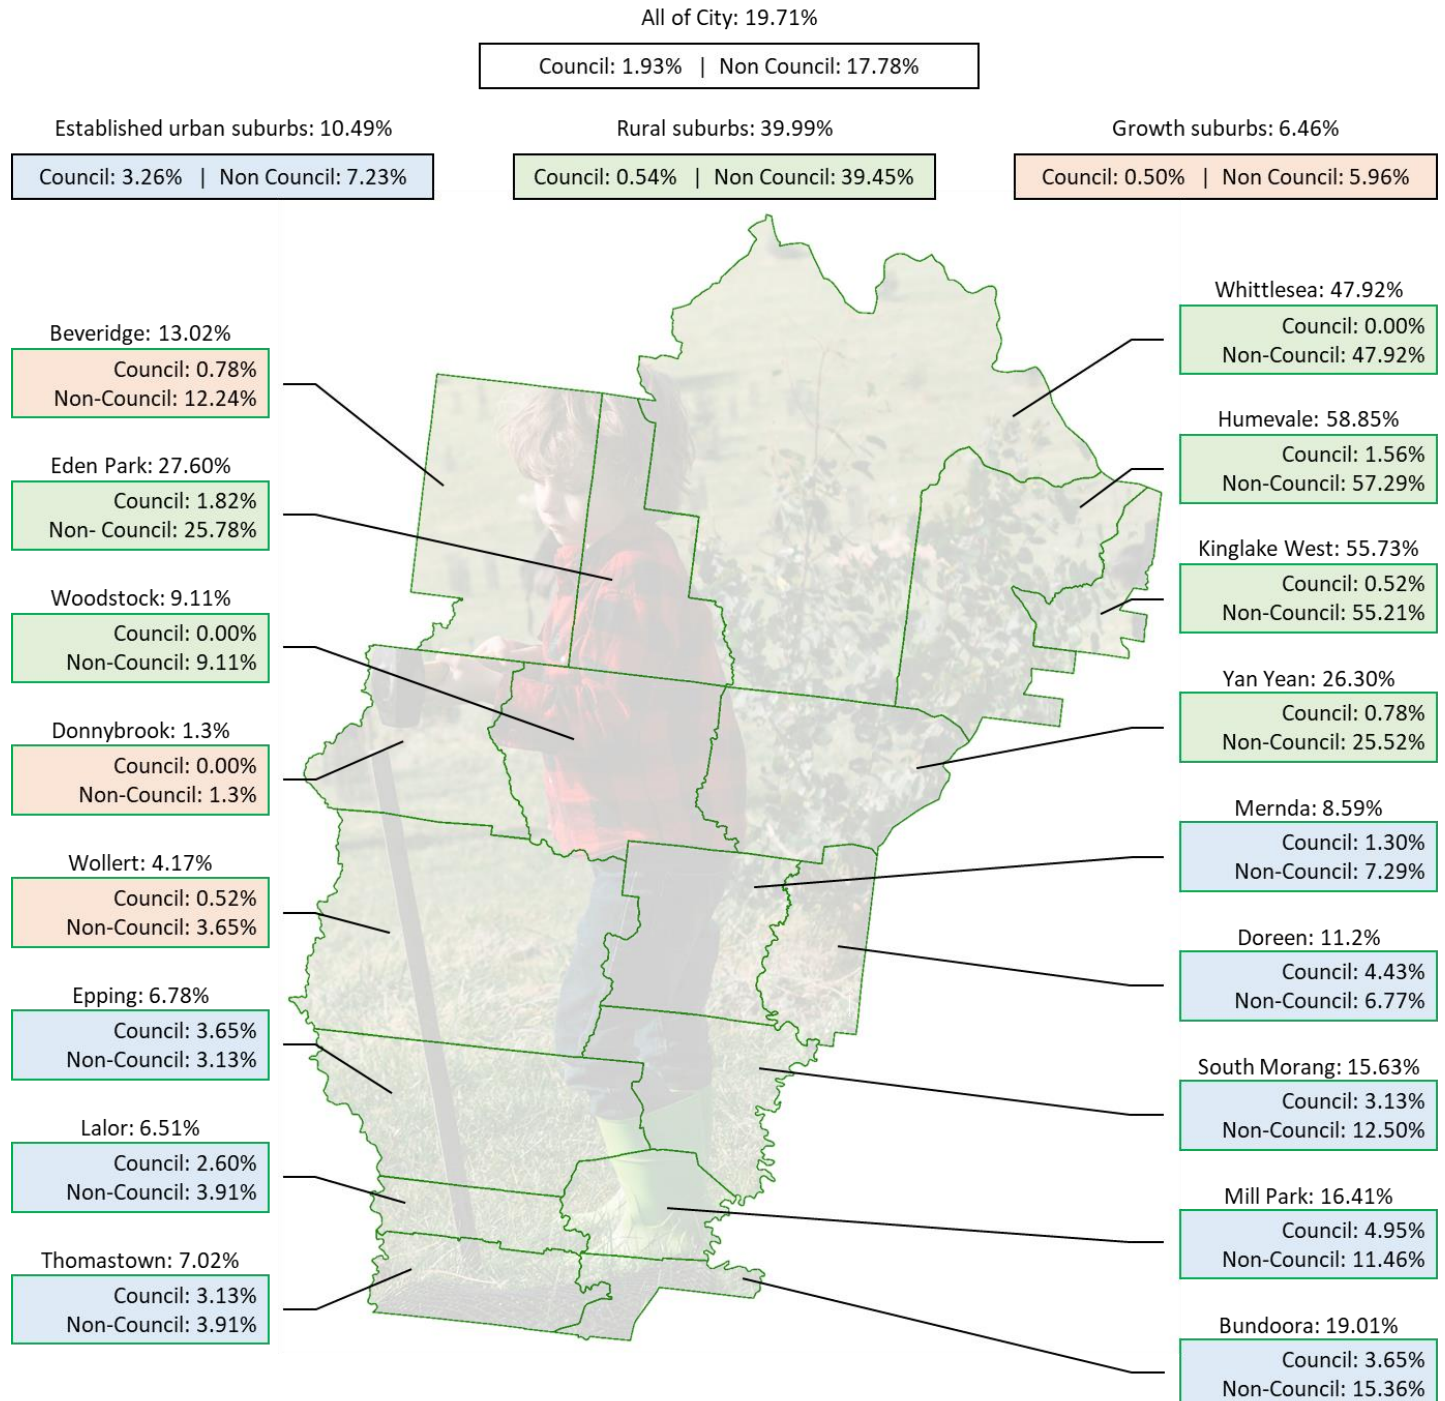 All of City: 19.71%
Council: 1.93% | Non Council: 17.78%
Established urban suburbs: 10.49%
Council: 3.26% | Non Council: 7.23%
Rural suburbs: 39.99%
Council: 0.54% | Non Council: 39.45%
Growth suburbs: 6.46%
Council: 0.50% | Non Council: 5.96%
Beveridge: 13.02%
Council: 0.78%
Non-Council: 12.24%
Eden Park: 27.60%
Council: 1.82%
Non- Council: 25.78%
Woodstock: 9.11%
Council: 0.00%
Non-Council: 9.11%
Donnybrook: 1.3%
Council: 0.00%
Non-Council: 1.3%
Wollert: 4.17%
Council: 0.52%
Non-Council: 3.65%
Epping: 6.78%
Council: 3.65%
Non-Council: 3.13%
Lalor: 6.51%
Council: 2.60%
Non-Council: 3.91%
Thomastown: 7.02%
Council: 3.13%
Non-Council: 3.91%
Whittlesea: 47.92%
Council: 0.00%
Non-Council: 47.92%
Humevale: 58.85%
Council: 1.56%
Non-Council: 57.29%
Kinglake West: 55.73%
Council: 0.52%
Non-Council: 55.21%
Yan Yean: 26.30%
Council: 0.78%
Non-Council: 25.52%
Mernda: 8.59%
Council: 1.30%
Non-Council: 7.29%
Doreen: 11.2%
Council: 4.43%
Non-Council: 6.77%
South Morang: 15.63%
Council: 3.13%
Non-Council: 12.50%
Mill Park: 16.41%
Council: 4.95%
Non-Council: 11.46%
Bundoora: 19.01%
Council: 3.65%
Non-Council: 15.36%